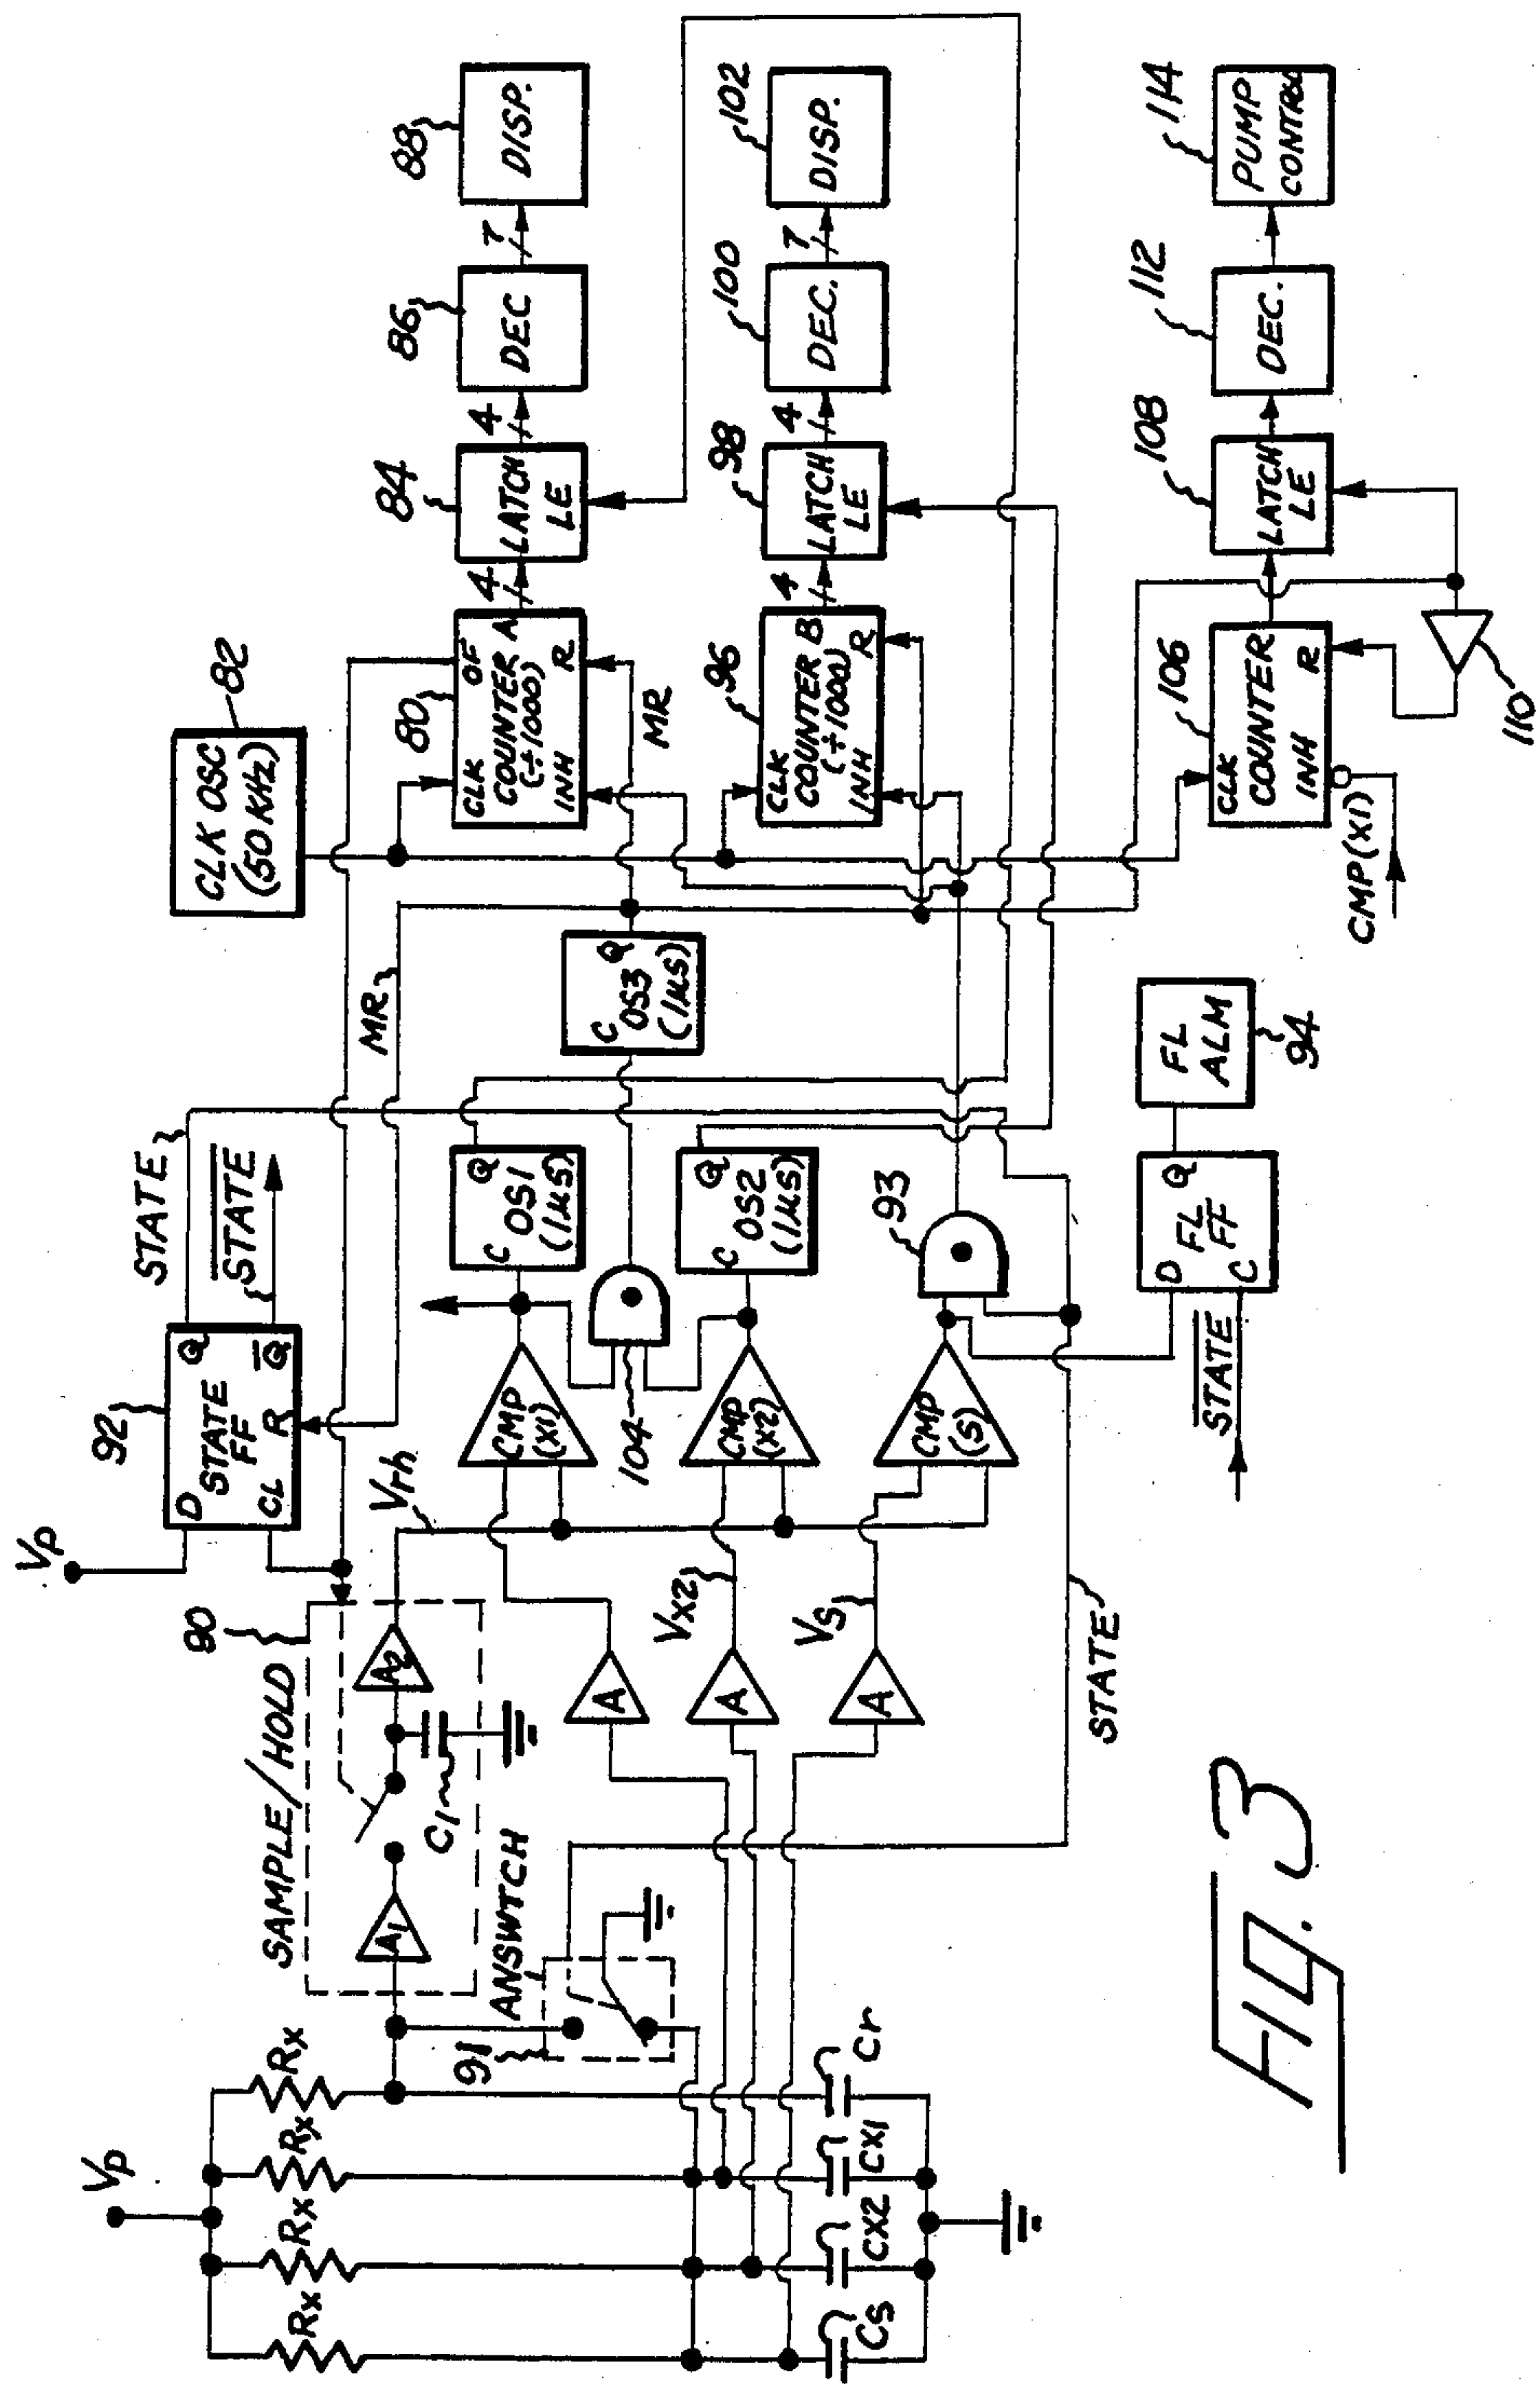 Vp
Rx
Rx
Rx
Rx
Cs
Cx2
Cx1
Cr
SAMPLE/HOLD
90
A1
A2
C1
91
ANSWTCH
A
A
A
Vrh
Vx2
Vs
STATE
Vp
92
D Q
STATE
FF
CL R Q
STATE
STATE
MR
CMP
(X1)
CMP
(X2)
CMP
(S)
104
C Q
OS1
(1μS)
C Q
OS2
(1μS)
C Q
OS3
(1μS)
93
STATE
D Q
FL
FF
C
FL
ALM
94
CLK OSC
(50 KHz)
82
80
CLK OF
COUNTER A
(÷1000)
INH R
MR
4
84
LATCH
LE
4
86
DEC
7
88
DISP.
96
CLK
COUNTER B
(÷1000)
INH R
4
98
LATCH
LE
4
100
DEC.
7
102
DISP.
CMP(X1)
106
CLK
COUNTER
INH R
110
108
LATCH
LE
112
DEC.
114
PUMP
CONTROL
FIG. 3